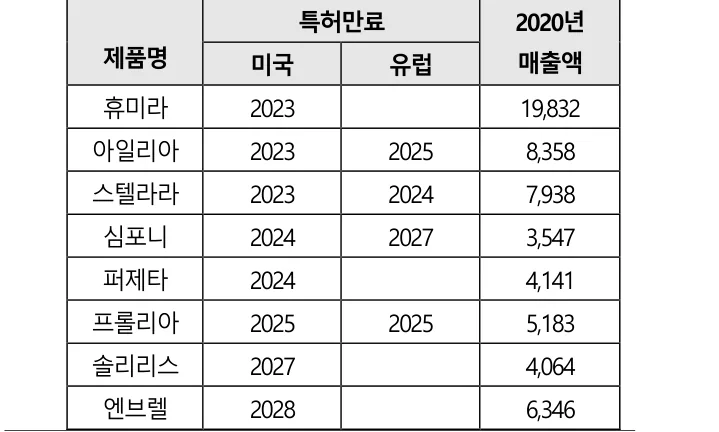 제품명 특허만료 2020년 매출액
미국 유럽
휴미라 2023 19,832
아일리아 2023 2025 8,358
스텔라라 2023 2024 7,938
심포니 2024 2027 3,547
퍼제타 2024 4,141
프롤리아 2025 2025 5,183
솔리리스 2027 4,064
엔브렐 2028 6,346